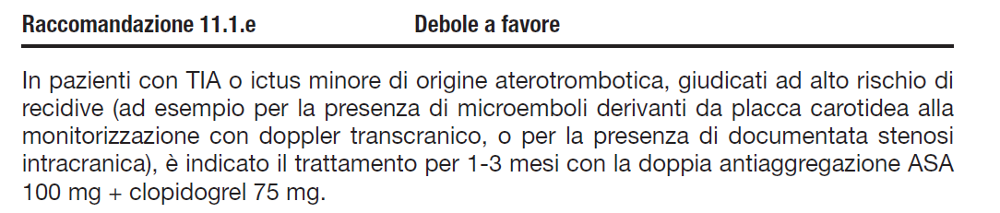 Raccomandazione 11.1.e Debole a favore
In pazienti con TIA o ictus minore di origine aterotrombotica, giudicati ad alto rischio di
recidive (ad esempio per la presenza di microemboli derivanti da placca carotidea alla
monitorizzazione con doppler transcranico, o per la presenza di documentata stenosi
intracranica), è indicato il trattamento per 1-3 mesi con la doppia antiaggregazione ASA
100 mg + clopidogrel 75 mg.